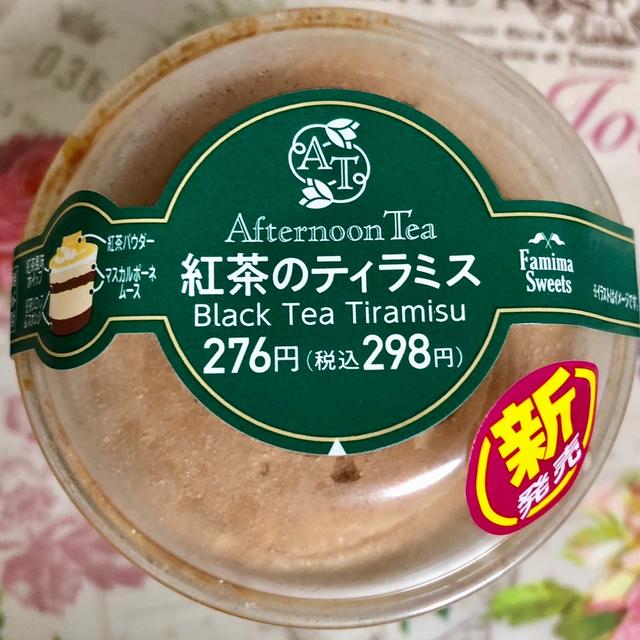 036
AT
Afternoon Tea
紅茶のティラミス
Black Tea Tiramisu
276円(税込298円)
紅茶パウダー
マスカルポーネ
ムース
Famima
Sweets
新
発売